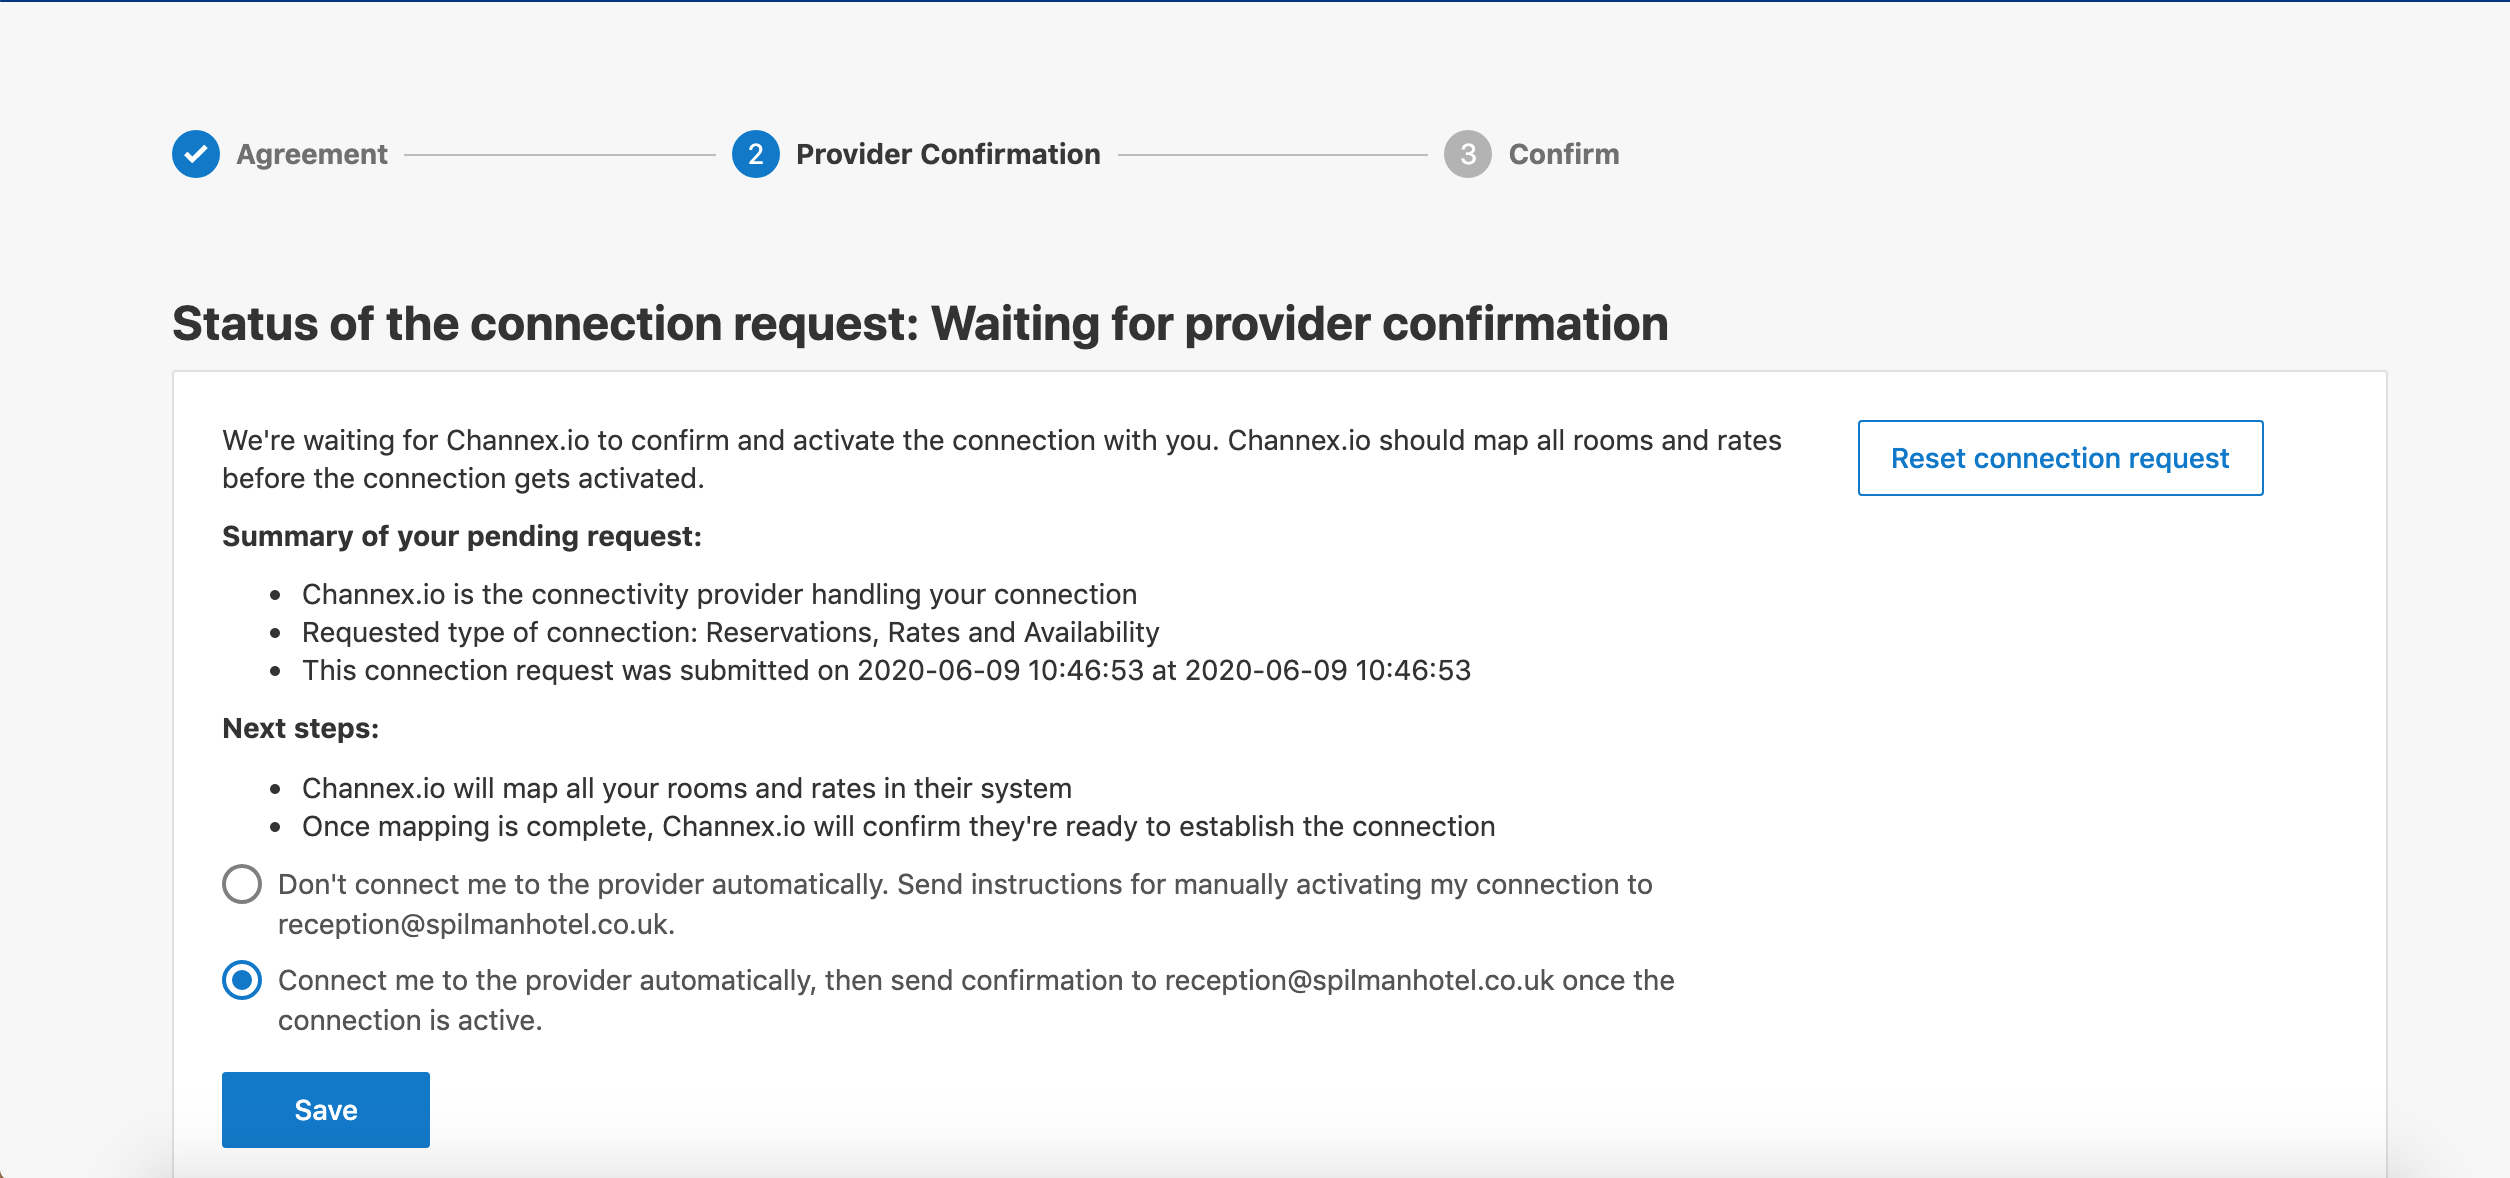 Agreement
2 Provider Confirmation
3 Confirm
Status of the connection request: Waiting for provider confirmation
We're waiting for Channex.io to confirm and activate the connection with you. Channex.io should map all rooms and rates
before the connection gets activated.
Reset connection request
Summary of your pending request:
• Channex.io is the connectivity provider handling your connection
• Requested type of connection: Reservations, Rates and Availability
• This connection request was submitted on 2020-06-09 10:46:53 at 2020-06-09 10:46:53
Next steps:
• Channex.io will map all your rooms and rates in their system
• Once mapping is complete, Channex.io will confirm they're ready to establish the connection
Don't connect me to the provider automatically. Send instructions for manually activating my connection to
reception@spilmanhotel.co.uk.
Connect me to the provider automatically, then send confirmation to reception@spilmanhotel.co.uk once the
connection is active.
Save